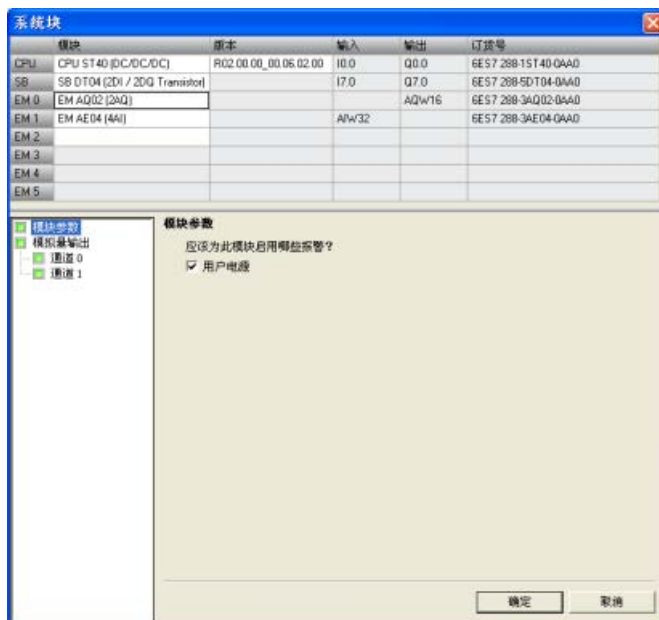 系统块
模块 版本 输入 输出 订货号
CPU CPU ST40 (DC/DC/DC) R02.00.00_00.06.02.00 I0.0 Q0.0 6ES7 288-1ST40-0AA0
SB SB DT04 (2DI / 2DQ Transistor) I7.0 Q7.0 6ES7 288-5DT04-0AA0
EM 0 EM AQ02 (2AQ) AQW16 6ES7 288-3AQ02-0AA0
EM 1 EM AE04 (4AI) AIW32 6ES7 288-3AE04-0AA0
EM 2
EM 3
EM 4
EM 5
模块参数
模拟量输出
通道 0
通道 1
模块参数
应该为此模块启用哪些报警?
用户电源
确定 取消